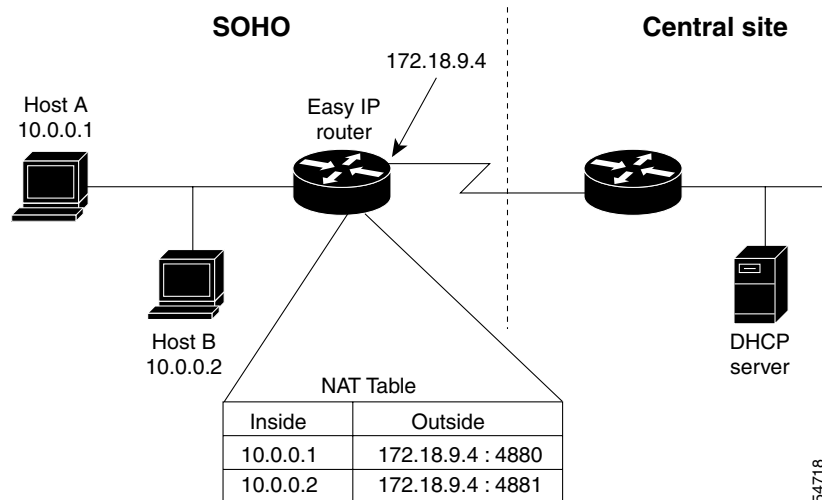 SOHO
Central site
172.18.9.4
Host A
10.0.0.1
Easy IP
router
Host B
10.0.0.2
DHCP
server
NAT Table
Inside Outside
10.0.0.1 172.18.9.4 : 4880
10.0.0.2 172.18.9.4 : 4881
54718